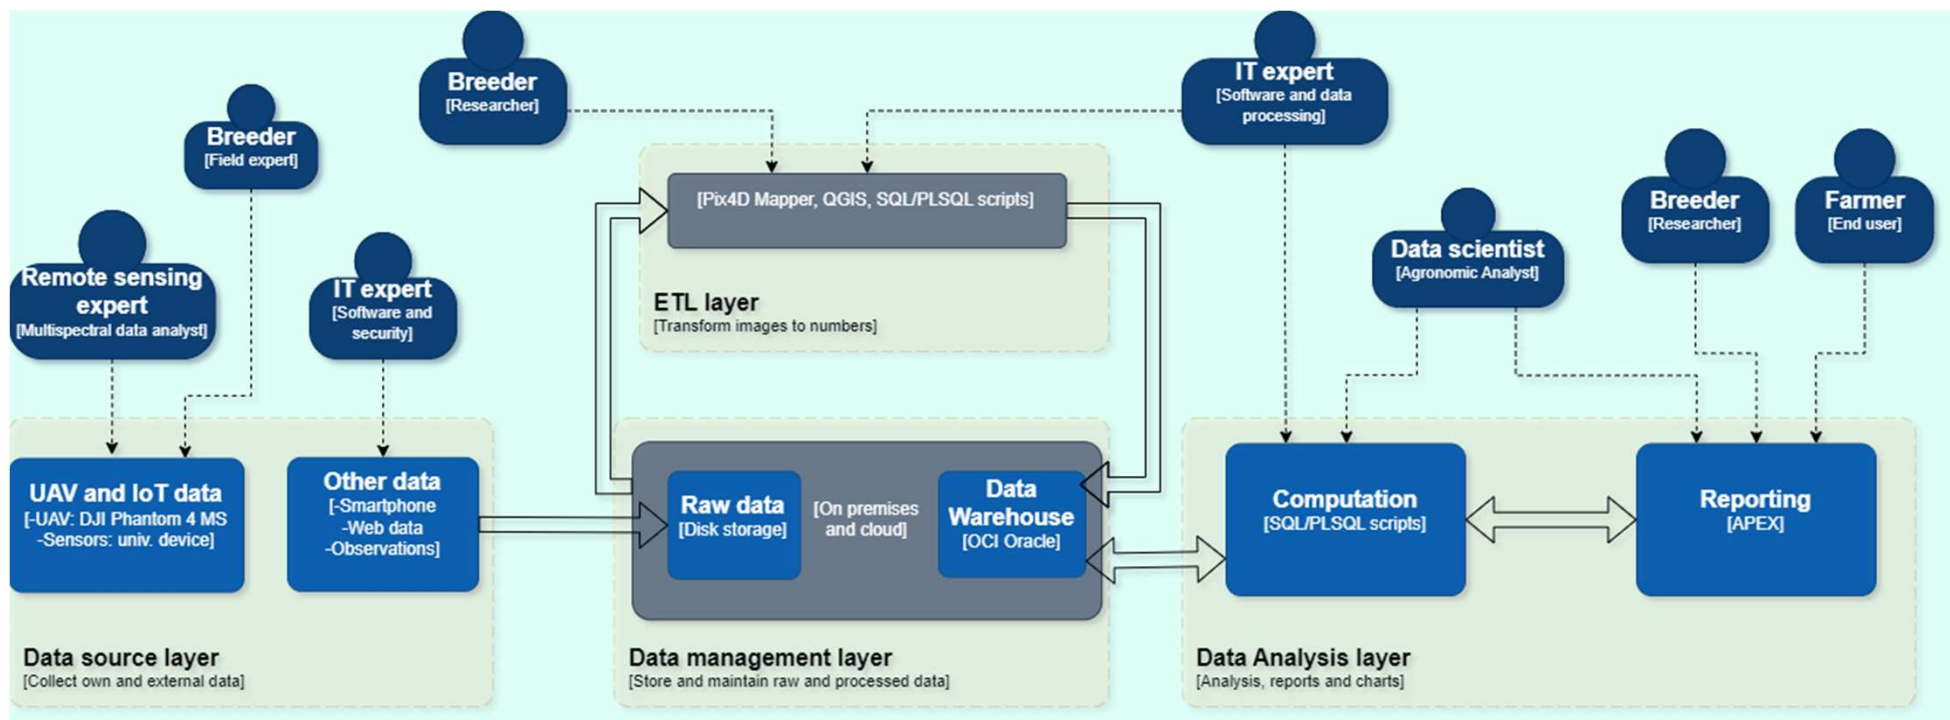 Breeder
[Researcher]
IT expert
[Software and data
processing]
Breeder
[Field expert]
Breeder
[Researcher]
Farmer
[End user]
Data scientist
[Agronomic Analyst]
Remote sensing
expert
[Multispectral data analyst]
IT expert
[Software and
security]
[Pix4D Mapper, QGIS, SQL/PLSQL scripts]
ETL layer
[Transform images to numbers]
UAV and IoT data
[-UAV: DJI Phantom 4 MS
-Sensors: univ. device]
Other data
[-Smartphone
-Web data
-Observations]
Data source layer
[Collect own and external data]
Raw data
[Disk storage]
[On premises
and cloud]
Data
Warehouse
[OCI Oracle]
Data management layer
[Store and maintain raw and processed data]
Computation
[SQL/PLSQL scripts]
Reporting
[APEX]
Data Analysis layer
[Analysis, reports and charts]